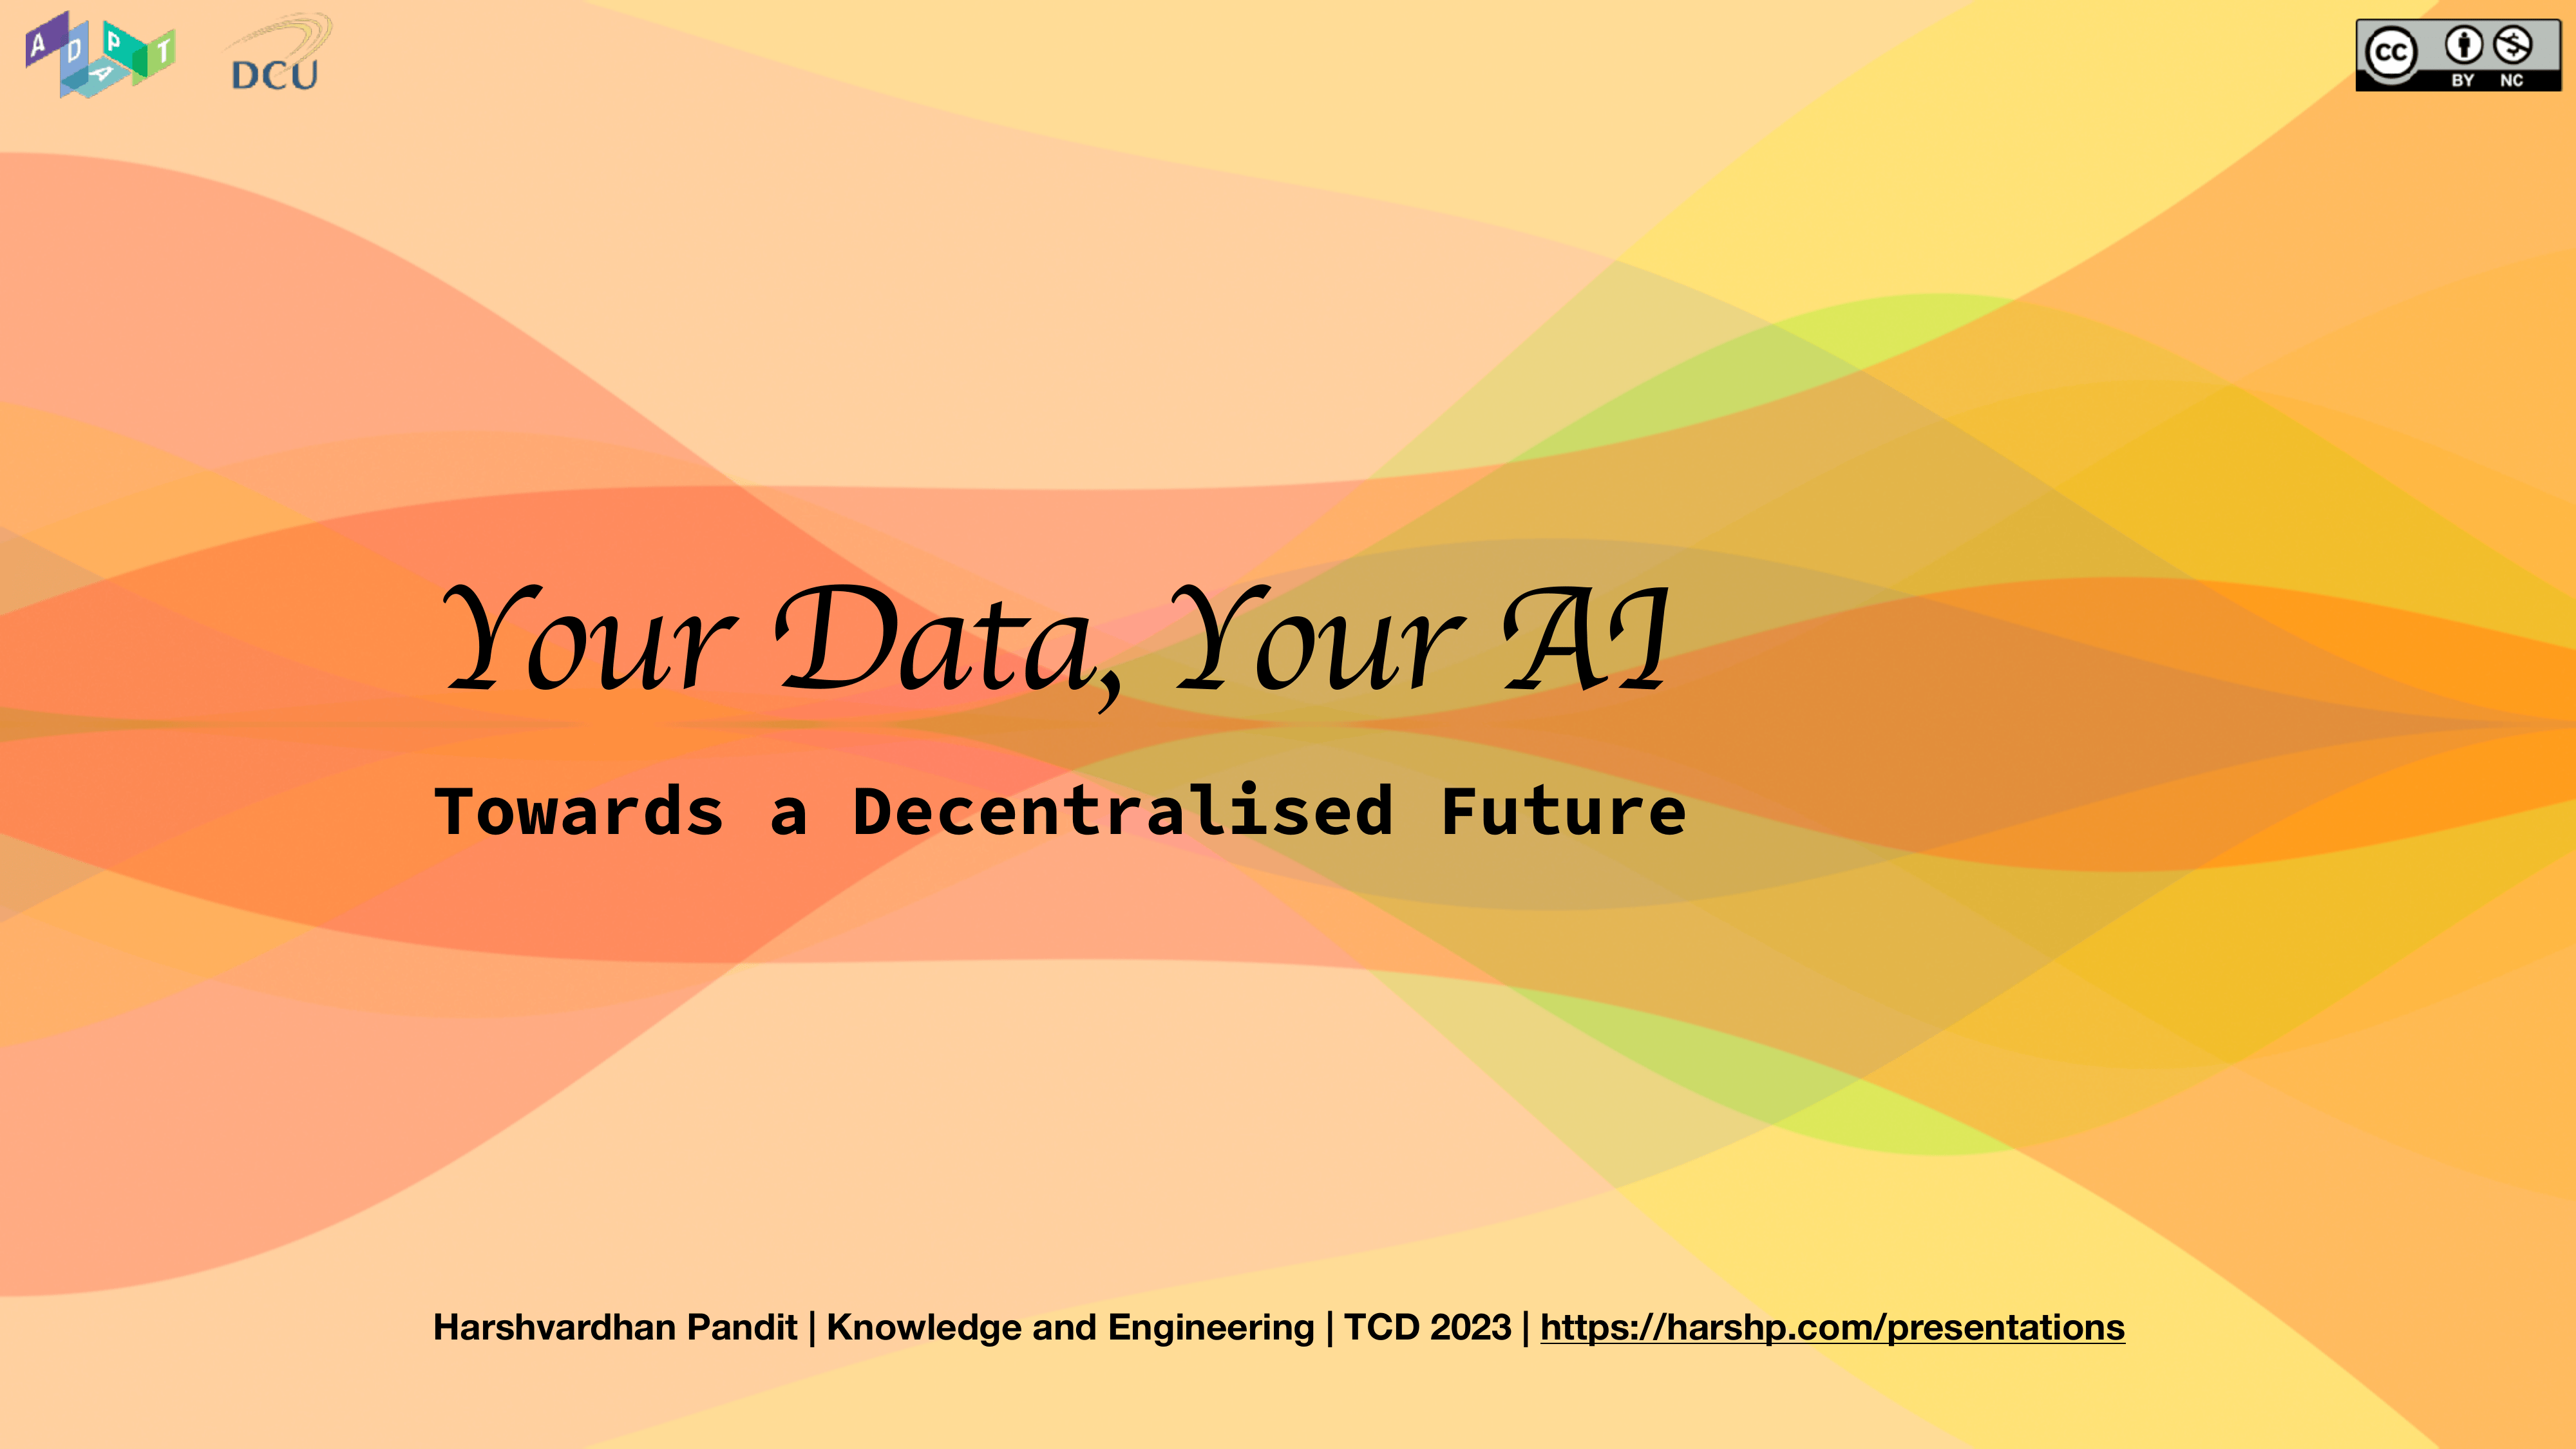 ADAPT
DCU
CC BY NC
Your Data, Your AI
Towards a Decentralised Future
Harshvardhan Pandit | Knowledge and Engineering | TCD 2023 | https://harshp.com/presentations